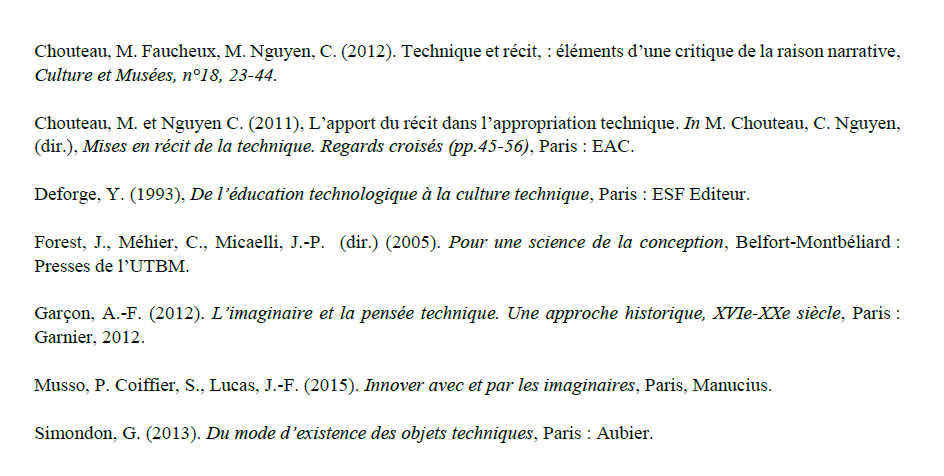 Chouteau, M. Faucheux, M. Nguyen, C. (2012). Technique et récit, : éléments d’une critique de la raison narrative,
Culture et Musées, n°18, 23-44.
Chouteau, M. et Nguyen C. (2011), L’apport du récit dans l’appropriation technique. In M. Chouteau, C. Nguyen,
(dir.), Mises en récit de la technique. Regards croisés (pp.45-56), Paris : EAC.
Deforge, Y. (1993), De l’éducation technologique à la culture technique, Paris : ESF Editeur.
Forest, J., Méhier, C., Micaelli, J.-P. (dir.) (2005). Pour une science de la conception, Belfort-Montbéliard :
Presses de l’UTBM.
Garçon, A.-F. (2012). L’imaginaire et la pensée technique. Une approche historique, XVIe-XXe siècle, Paris :
Garnier, 2012.
Musso, P. Coiffier, S., Lucas, J.-F. (2015). Innover avec et par les imaginaires, Paris, Manucius.
Simondon, G. (2013). Du mode d’existence des objets techniques, Paris : Aubier.